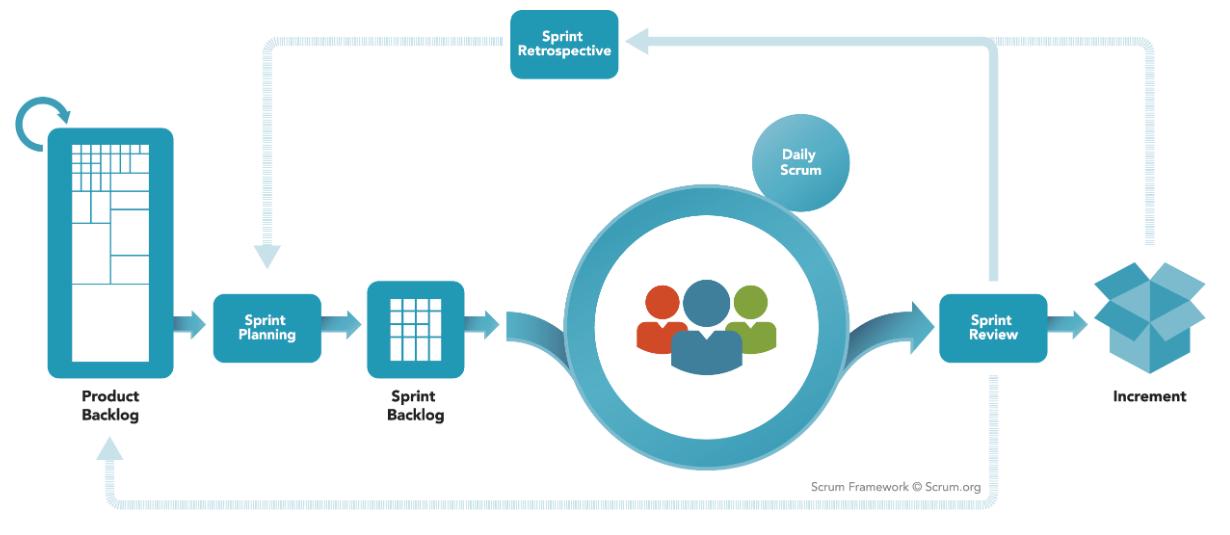 Sprint
Retrospective
Daily
Scrum
Sprint
Planning
Sprint
Review
Product
Backlog
Sprint
Backlog
Increment
Scrum Framework © Scrum.org